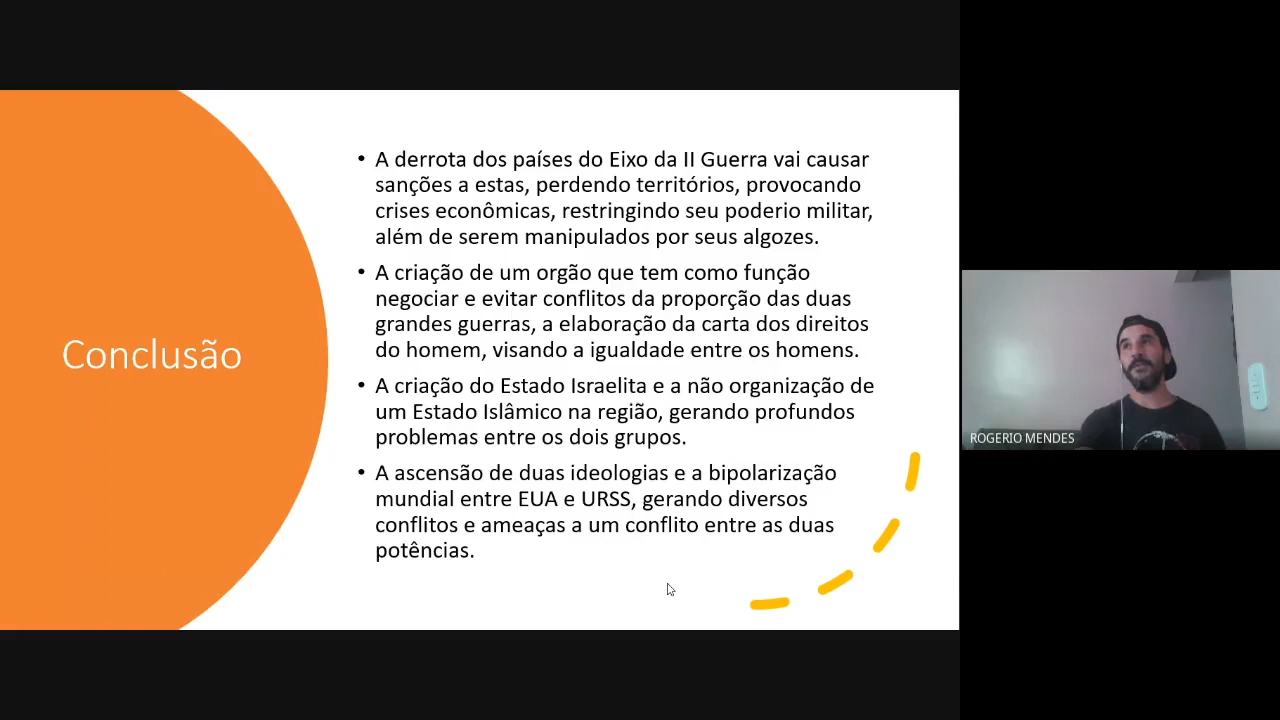 Conclusão
• A derrota dos países do Eixo da II Guerra vai causar
sanções a estas, perdendo territórios, provocando
crises econômicas, restringindo seu poderio militar,
além de serem manipulados por seus algozes.
• A criação de um orgão que tem como função
negociar e evitar conflitos da proporção das duas
grandes guerras, a elaboração da carta dos direitos
do homem, visando a igualdade entre os homens.
• A criação do Estado Israelita e a não organização de
um Estado Islâmico na região, gerando profundos
problemas entre os dois grupos.
• A ascensão de duas ideologias e a bipolarização
mundial entre EUA e URSS, gerando diversos
conflitos e ameaças a um conflito entre as duas
potências.
ROGERIO MENDES